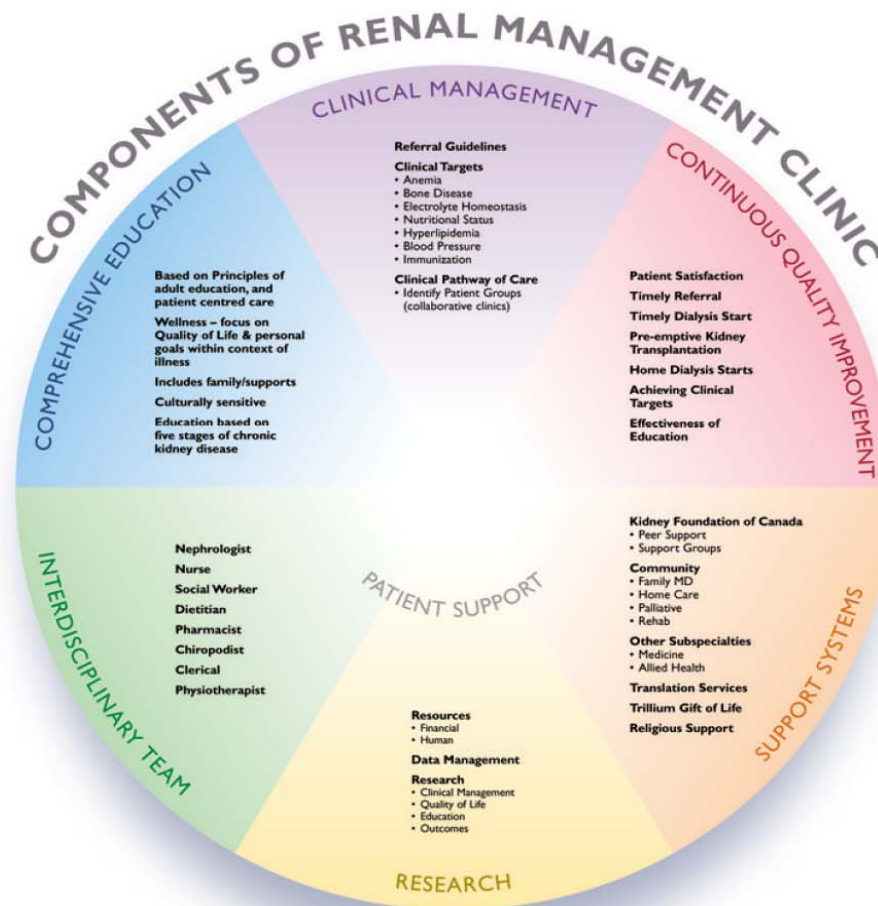 COMPONENTS OF RENAL MANAGEMENT CLINIC
CLINICAL MANAGEMENT
Referral Guidelines
Clinical Targets
• Anemia
• Bone Disease
• Electrolyte Homeostasis
• Nutritional Status
• Hyperlipidemia
• Blood Pressure
• Immunization
Clinical Pathway of Care
• Identify Patient Groups
(collaborative clinics)
CONTINUOUS QUALITY IMPROVEMENT
Patient Satisfaction
Timely Referral
Timely Dialysis Start
Pre-emptive Kidney
Transplantation
Home Dialysis Starts
Achieving Clinical
Targets
Effectiveness of
Education
SUPPORT SYSTEMS
Kidney Foundation of Canada
• Peer Support
• Support Groups
Community
• Family MD
• Home Care
• Palliative
• Rehab
Other Subspecialties
• Medicine
• Allied Health
Translation Services
Trillium Gift of Life
Religious Support
RESEARCH
Resources
• Financial
• Human
Data Management
Research
• Clinical Management
• Quality of Life
• Education
• Outcomes
INTERDISCIPLINARY TEAM
Nephrologist
Nurse
Social Worker
Dietitian
Pharmacist
Chiropodist
Clerical
Physiotherapist
COMPREHENSIVE EDUCATION
Based on Principles of
adult education, and
patient centred care
Wellness – focus on
Quality of Life & personal
goals within context of
illness
Includes family/supports
Culturally sensitive
Education based on
five stages of chronic
kidney disease
PATIENT SUPPORT